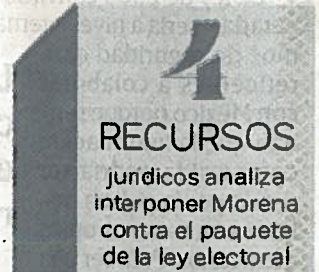 4
RECURSOS
jurídicos analiza
interponer Morena
contra el paquete
de la ley electoral